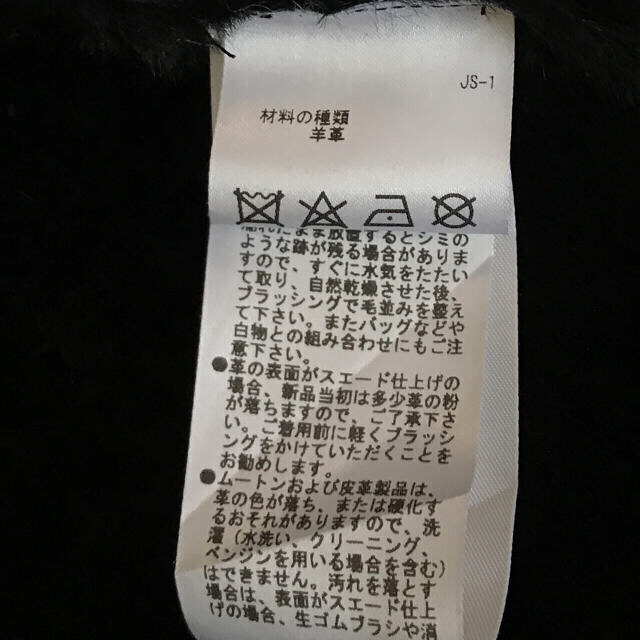 JS-1
材料の種類
羊革
たまま放置するとシミの
ような跡が残る場合がありま
すので、すぐに水気をたたい
て取り、自然乾燥させた後、
ブラッシングで毛並みを整え
て下さい。またバッグなどや
白物との組み合わせにもご注
意下さい。
●革の表面がスエード仕上げの
場合、新品当初は多少革の粉
が落ちますので、ご了承下さ
い。ご着用前に軽くブラッシ
ングをかけていただくことを
お勧めします。
●ムートンおよび皮革製品は、
革の色が落ち、または硬化す
るおそれがありますので、洗
濯（水洗い、クリーニング、
ベンジンを用いる場合を含む）
はできません。汚れを落とす
場合は、表面がスエード仕上
げの場合、生ゴムブラシや消